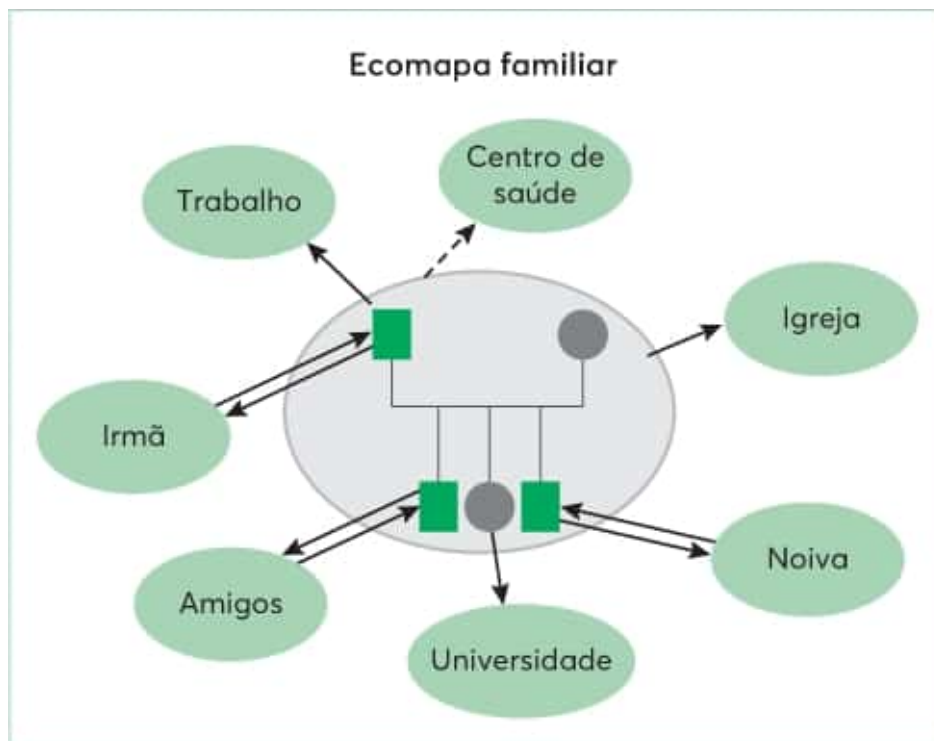 Ecomapa familiar
Centro de
saúde
Trabalho
Igreja
Irmã
Noiva
Amigos
Universidade